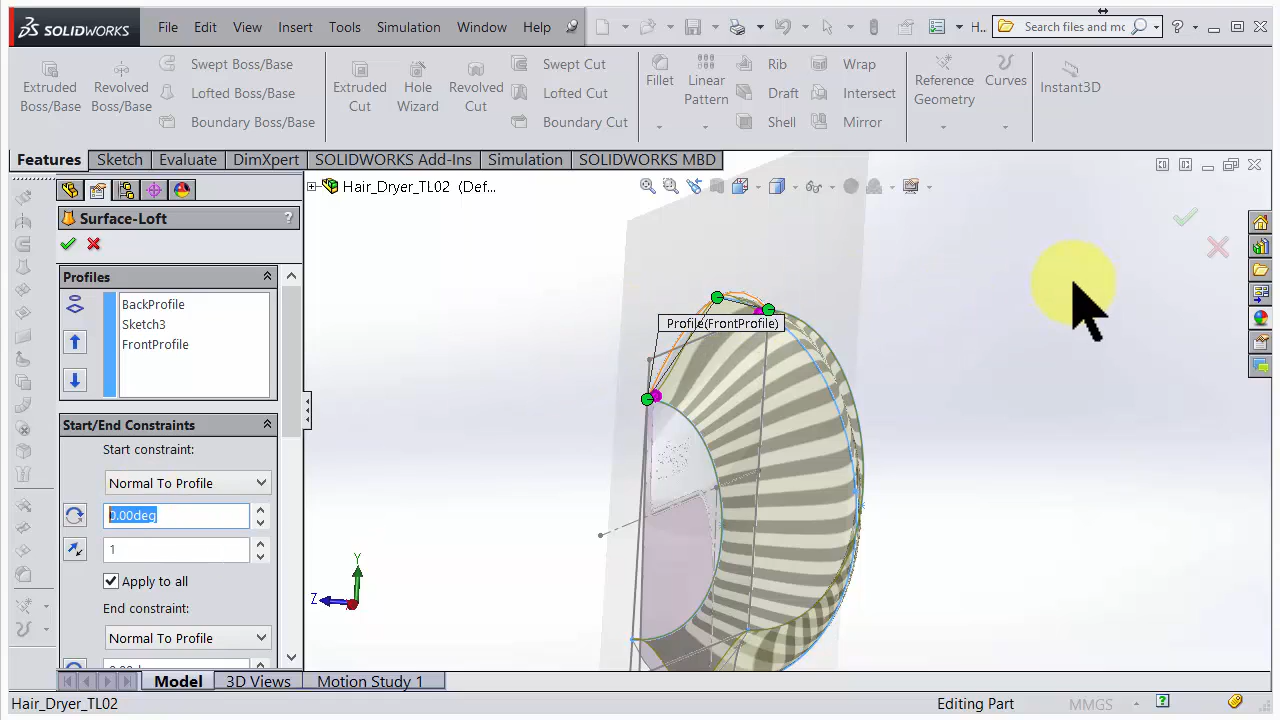 SOLIDWORKS File Edit View Insert Tools Simulation Window Help H.. Search files and mc ?
Extruded Boss/Base
Revolved Boss/Base
Swept Boss/Base
Lofted Boss/Base
Boundary Boss/Base
Extruded Cut
Hole Wizard
Revolved Cut
Swept Cut
Lofted Cut
Boundary Cut
Fillet
Linear Pattern
Rib
Draft
Shell
Wrap
Intersect
Mirror
Reference Geometry
Curves
Instant3D
Features Sketch Evaluate DimXpert SOLIDWORKS Add-Ins Simulation SOLIDWORKS MBD
Hair_Dryer_TL02 (Def...
Surface-Loft ?
Profiles
BackProfile
Sketch3
FrontProfile
Profile(FrontProfile)
Start/End Constraints
Start constraint:
Normal To Profile
0.00deg
1
Apply to all
End constraint:
Normal To Profile
Y
Z
Model 3D Views Motion Study 1
Hair_Dryer_TL02 Editing Part MMGS ?